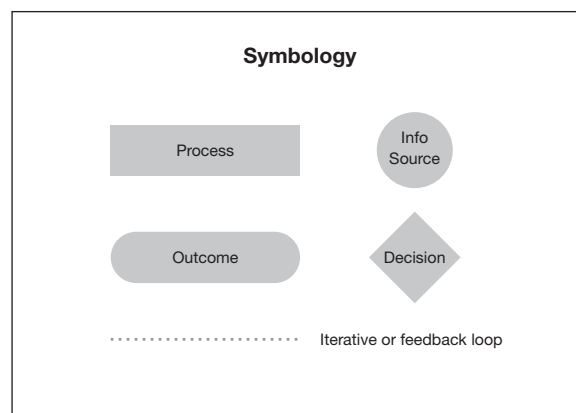 Symbology
Process
Info
Source
Outcome
Decision
Iterative or feedback loop